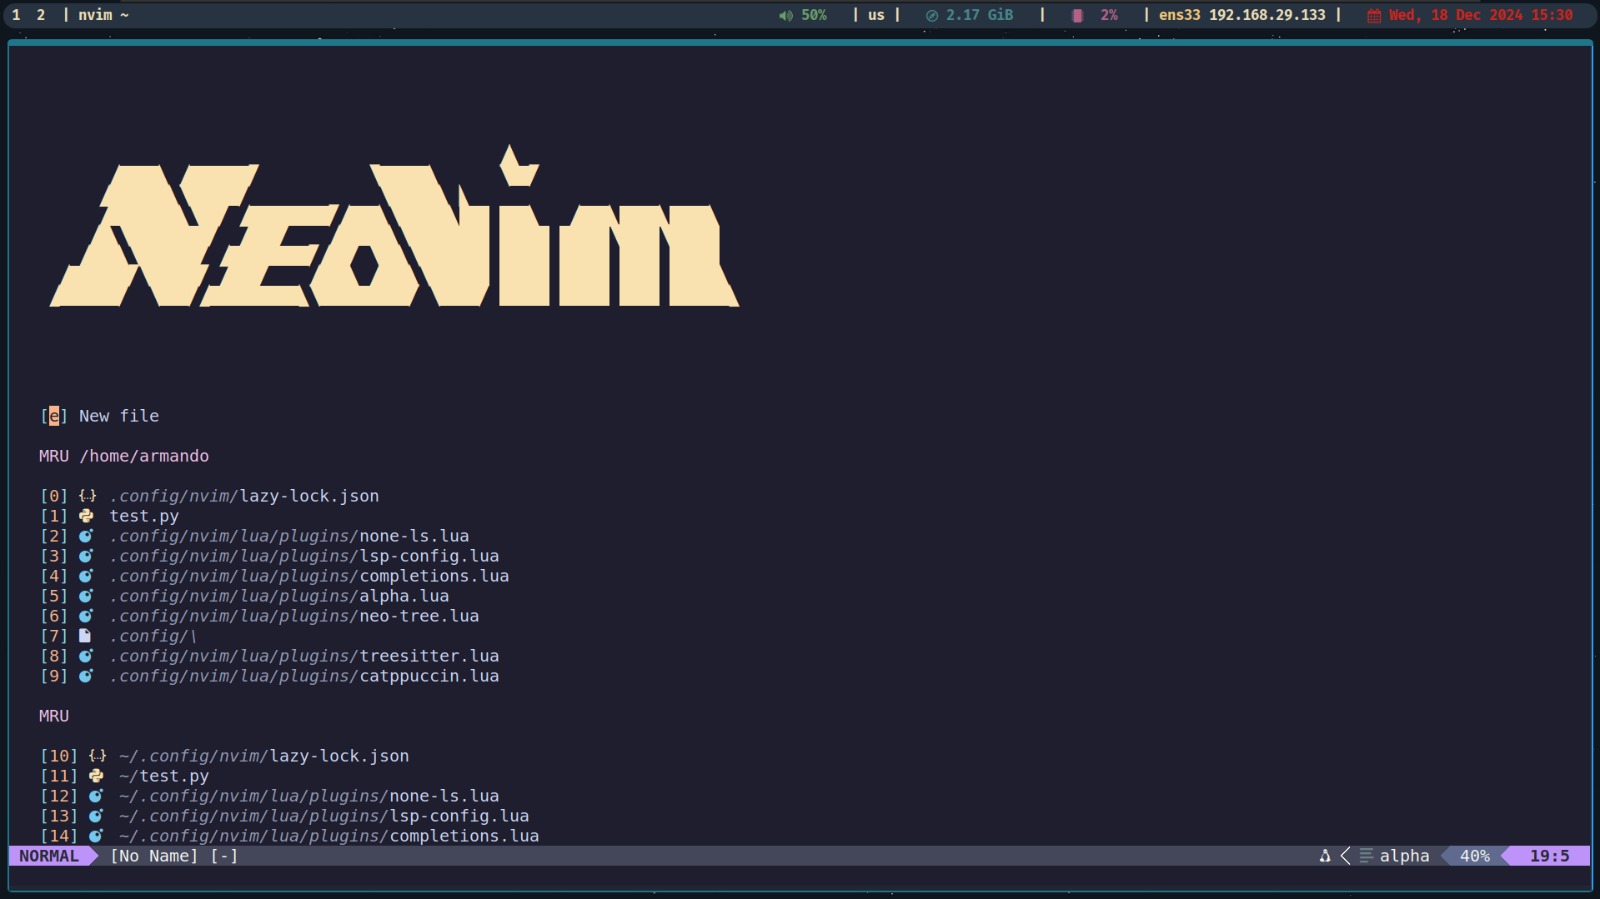 1 2 | nvim ~ 50% | us | 2.17 GiB | 2% | ens33 192.168.29.133 | Wed, 18 Dec 2024 15:30
NeoVim
[e] New file
MRU /home/armando
[0] {..} .config/nvim/lazy-lock.json
[1] test.py
[2] .config/nvim/lua/plugins/none-ls.lua
[3] .config/nvim/lua/plugins/lsp-config.lua
[4] .config/nvim/lua/plugins/completions.lua
[5] .config/nvim/lua/plugins/alpha.lua
[6] .config/nvim/lua/plugins/neo-tree.lua
[7] .config/\
[8] .config/nvim/lua/plugins/treesitter.lua
[9] .config/nvim/lua/plugins/catppuccin.lua
MRU
[10] {..} ~/.config/nvim/lazy-lock.json
[11] ~/test.py
[12] ~/.config/nvim/lua/plugins/none-ls.lua
[13] ~/.config/nvim/lua/plugins/lsp-config.lua
[14] ~/.config/nvim/lua/plugins/completions.lua
NORMAL [No Name] [-] alpha 40% 19:5